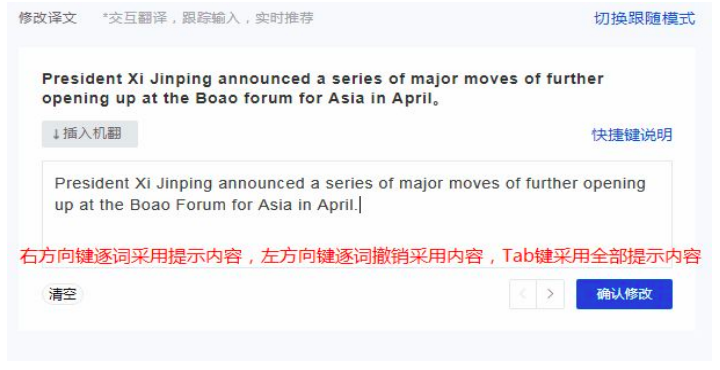 修改译文 *交互翻译，跟踪输入，实时推荐 切换跟随模式
President Xi Jinping announced a series of major moves of further
opening up at the Boao forum for Asia in April。
↓插入机翻 快捷键说明
President Xi Jinping announced a series of major moves of further opening
up at the Boao Forum for Asia in April.
右方向键逐词采用提示内容，左方向键逐词撤销采用内容，Tab键采用全部提示内容
清空 < > 确认修改